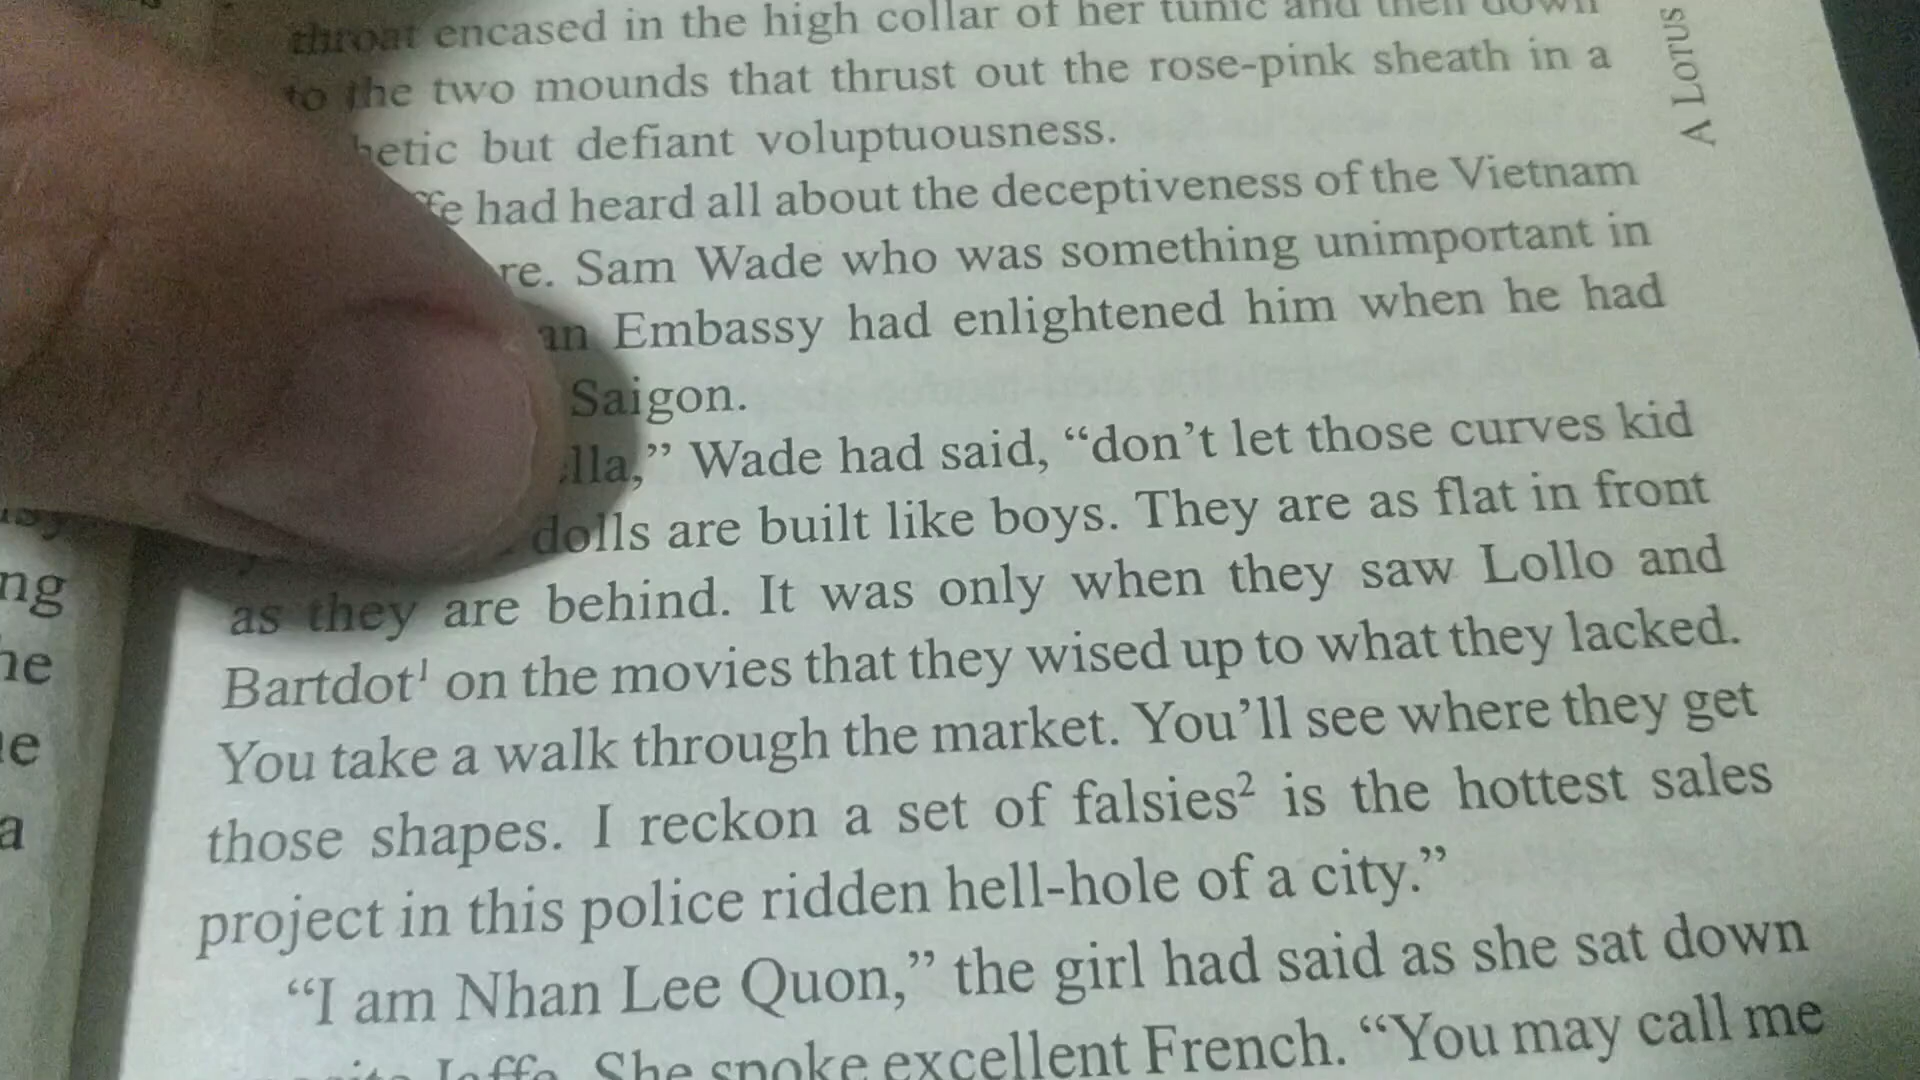 throat encased in the high collar of her tunic and then down
to the two mounds that thrust out the rose-pink sheath in a
but defiant voluptuousness.
had heard all about the deceptiveness of the Vietnam
Sam Wade who was something unimportant in
Embassy had enlightened him when he had
Saigon.
Wade had said, “don’t let those curves kid
dolls are built like boys. They are as flat in front
as they are behind. It was only when they saw Lollo and
Bartdot¹ on the movies that they wised up to what they lacked.
You take a walk through the market. You’ll see where they get
those shapes. I reckon a set of falsies² is the hottest sales
project in this police ridden hell-hole of a city.”
“I am Nhan Lee Quon,” the girl had said as she sat down
Jaffe. She spoke excellent French. “You may call me
A LOTUS